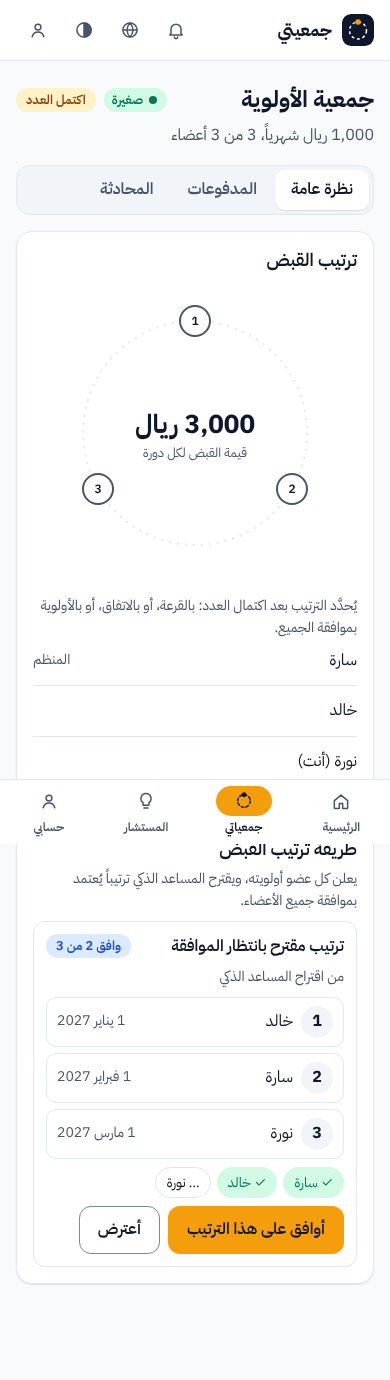 جمعيتي
جمعية الأولوية
صغيرة
اكتمل العدد
1,000 ريال شهرياً، 3 من 3 أعضاء
نظرة عامة
المدفوعات
المحادثة
ترتيب القبض
1
3,000 ريال
قيمة القبض لكل دورة
2
3
يُحدَّد الترتيب بعد اكتمال العدد: بالقرعة، أو بالاتفاق، أو بالأولوية
بموافقة الجميع.
سارة
المنظم
خالد
نورة (أنت)
الرئيسية
جمعياتي
المستشار
حسابي
طريقة ترتيب القبض
يعلن كل عضو أولويته، ويقترح المساعد الذكي ترتيباً يُعتمد
بموافقة جميع الأعضاء.
ترتيب مقترح بانتظار الموافقة
وافق 2 من 3
من اقتراح المساعد الذكي
1 خالد 1 يناير 2027
2 سارة 1 فبراير 2027
3 نورة 1 مارس 2027
✓ سارة
✓ خالد
... نورة
أوافق على هذا الترتيب
أعترض